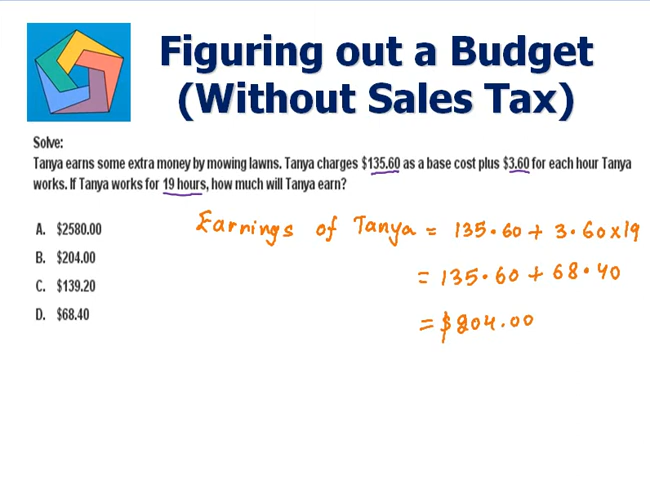 Figuring out a Budget
(Without Sales Tax)
Solve:
Tanya earns some extra money by mowing lawns. Tanya charges $135.60 as a base cost plus $3.60 for each hour Tanya
works. If Tanya works for 19 hours, how much will Tanya earn?
A. $2580.00
B. $204.00
C. $139.20
D. $68.40
Earnings of Tanya = 135.60 + 3.60x19
= 135.60 + 68.40
= $204.00